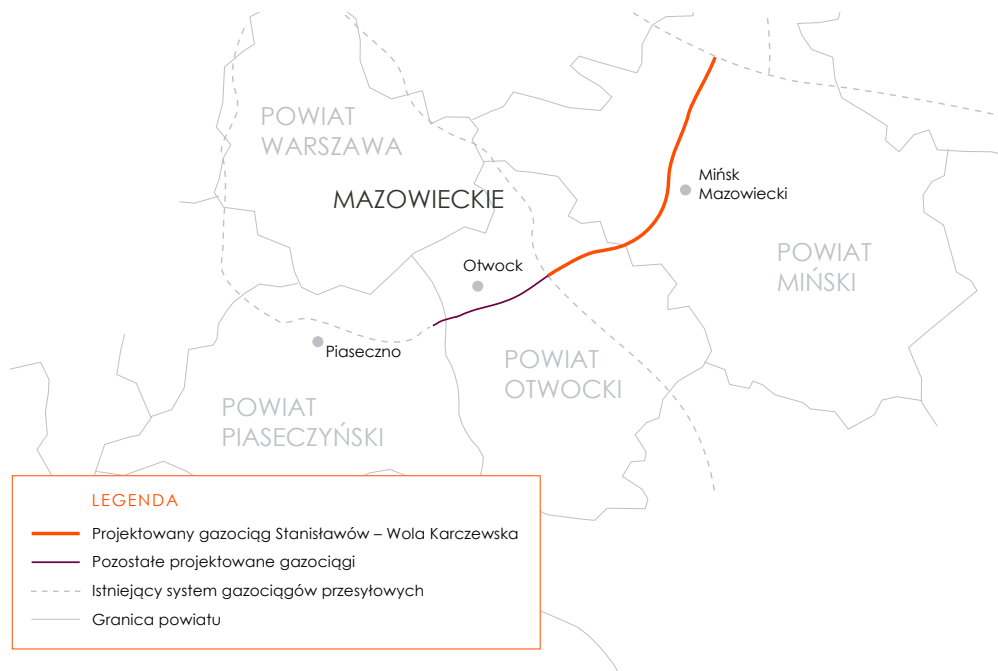 POWIAT
WARSZAWA
MAZOWIECKIE
Mińsk
Mazowiecki
POWIAT
MIŃSKI
Otwock
Piaseczno
POWIAT
OTWOCKI
POWIAT
PIASECZYŃSKI
LEGENDA
Projektowany gazociąg Stanisławów – Wola Karczewska
Pozostałe projektowane gazociągi
Istniejący system gazociągów przesyłowych
Granica powiatu